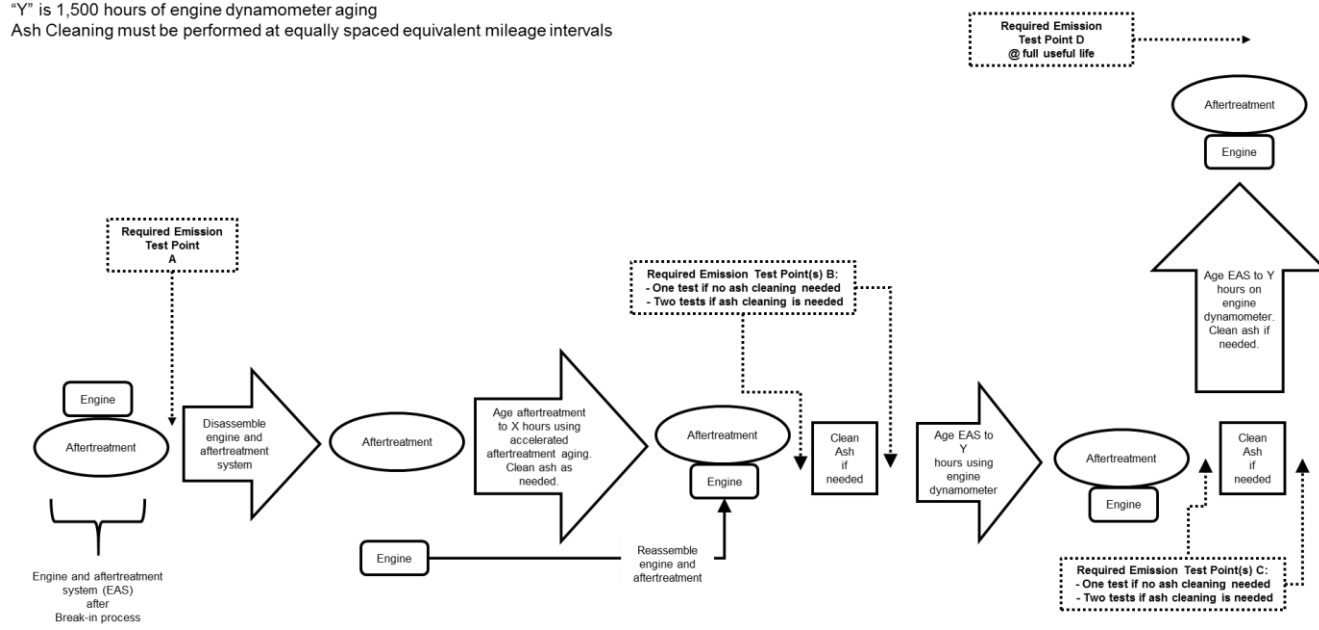 “Y” is 1,500 hours of engine dynamometer aging
Ash Cleaning must be performed at equally spaced equivalent mileage intervals
Required Emission
Test Point D
@ full useful life
Aftertreatment
Engine
Required Emission
Test Point
A
Required Emission Test Point(s) B:
- One test if no ash cleaning needed
- Two tests if ash cleaning is needed
Age EAS to Y
hours on
engine
dynamometer.
Clean ash if
needed.
Engine
Aftertreatment
Disassemble
engine and
aftertreatment
system
Aftertreatment
Age aftertreatment
to X hours using
accelerated
aftertreatment aging.
Clean ash as
needed.
Aftertreatment
Engine
Clean
Ash
if
needed
Age EAS to
Y
hours using
engine
dynamometer
Aftertreatment
Engine
Clean
Ash
if
needed
Engine
Reassemble
engine and
aftertreatment
Engine and aftertreatment
system (EAS)
after
Break-in process
Required Emission Test Point(s) C:
- One test if no ash cleaning needed
- Two tests if ash cleaning is needed